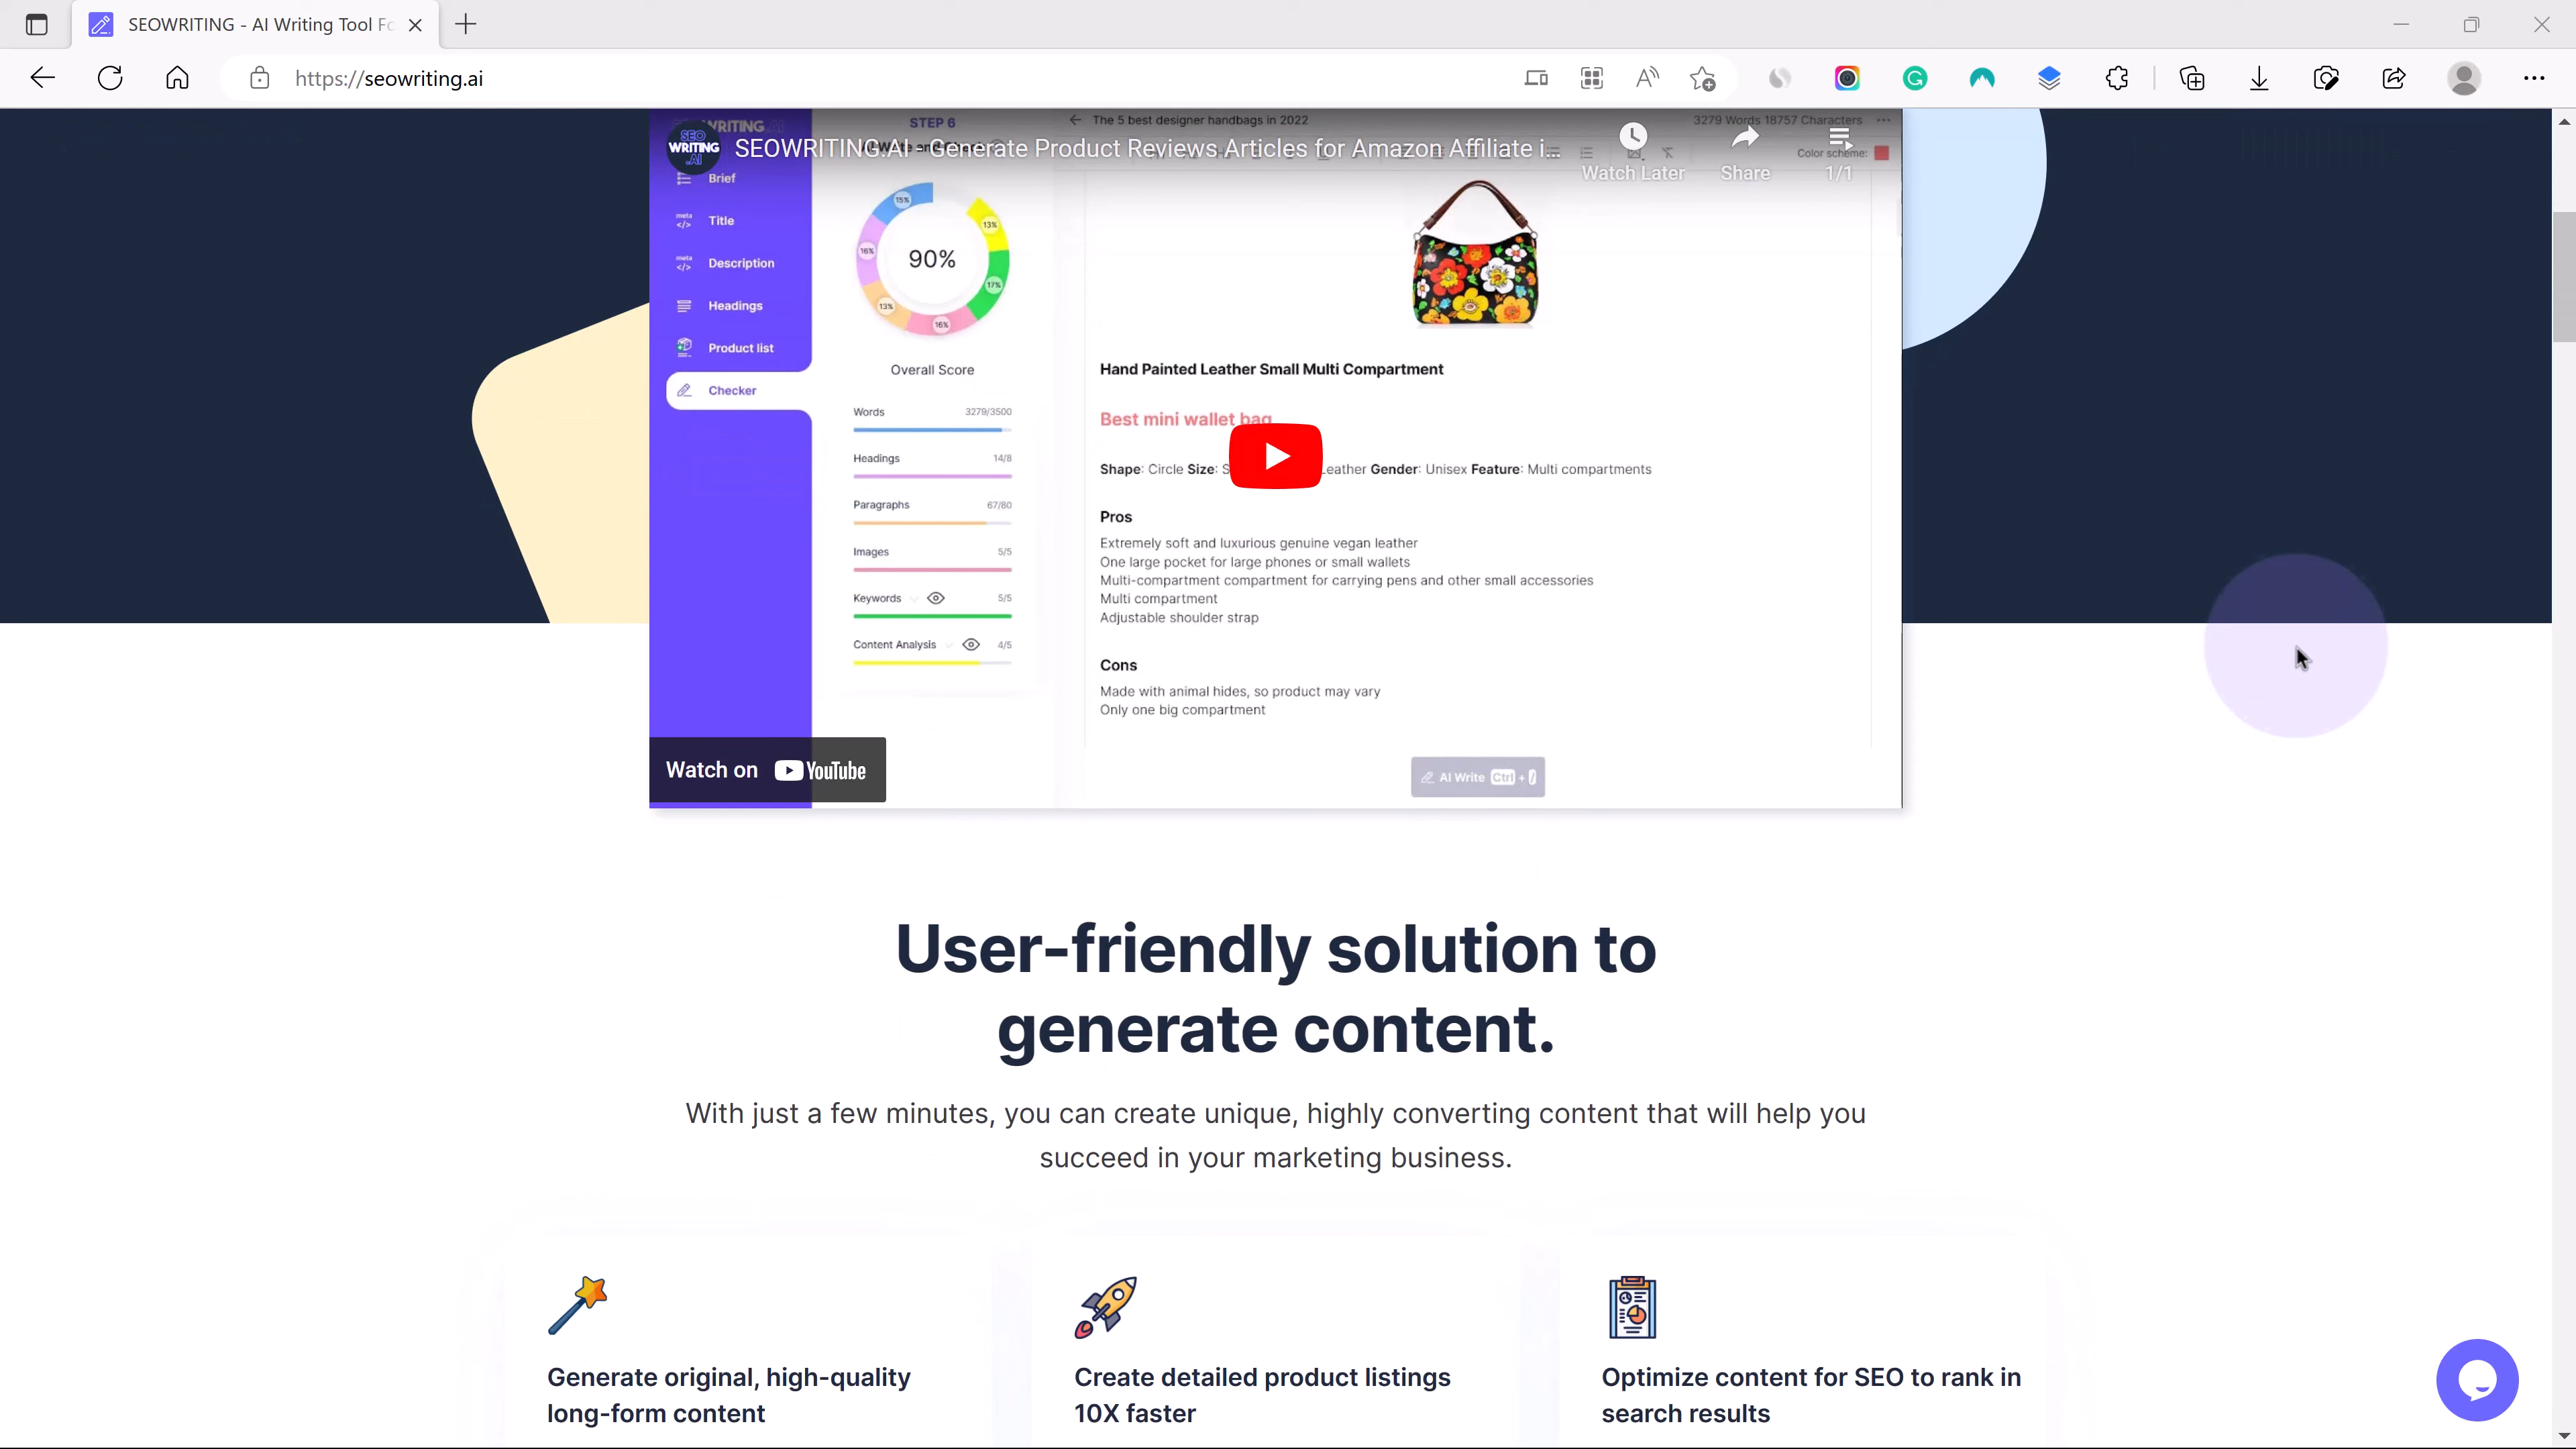 SEOWRITING - AI Writing Tool Fo
https://seowriting.ai
STEP 6
The 5 best designer handbags in 2022
3279 Words 18757 Characters
SEO
WRITING
.AI
SEOWRITING.AI - Generate Product Reviews Articles for Amazon Affiliate i...
Watch Later
Share
1/1
Color scheme:
Brief
Title
Description
Headings
Product list
Checker
15%
13%
16%
90%
17%
13%
16%
Overall Score
Words 3279/3500
Headings 14/8
Paragraphs 67/80
Images 5/5
Keywords 5/5
Content Analysis 4/5
Hand Painted Leather Small Multi Compartment
Best mini wallet bag
Shape: Circle Size: Leather Gender: Unisex Feature: Multi compartments
Pros
Extremely soft and luxurious genuine vegan leather
One large pocket for large phones or small wallets
Multi-compartment compartment for carrying pens and other small accessories
Multi compartment
Adjustable shoulder strap
Cons
Made with animal hides, so product may vary
Only one big compartment
AI Write Ctrl + /
Watch on YouTube
User-friendly solution to
generate content.
With just a few minutes, you can create unique, highly converting content that will help you
succeed in your marketing business.
Generate original, high-quality
long-form content
Create detailed product listings
10X faster
Optimize content for SEO to rank in
search results